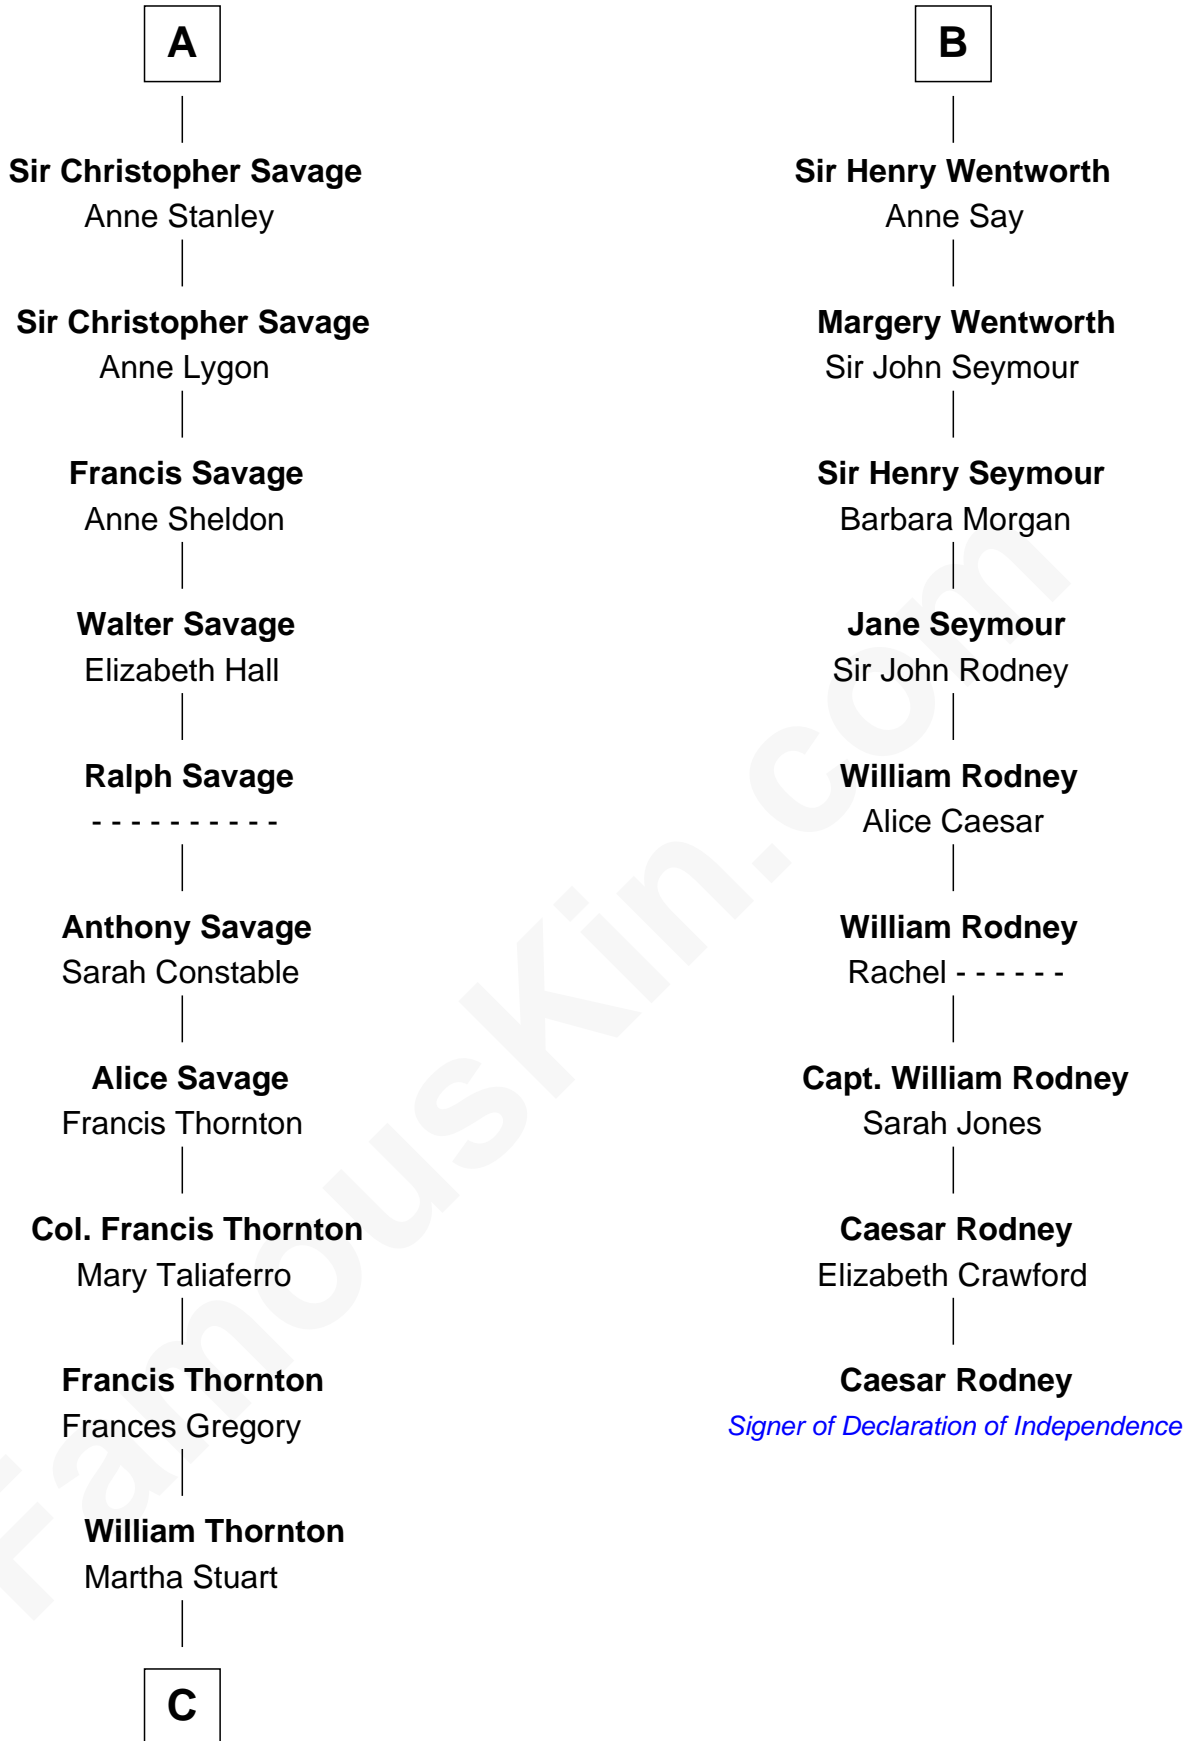 A
Sir Christopher Savage
Anne Stanley
Sir Christopher Savage
Anne Lygon
Francis Savage
Anne Sheldon
Walter Savage
Elizabeth Hall
Ralph Savage
- - - - - - - - - -
Anthony Savage
Sarah Constable
Alice Savage
Francis Thornton
Col. Francis Thornton
Mary Taliaferro
Francis Thornton
Frances Gregory
William Thornton
Martha Stuart
C
B
Sir Henry Wentworth
Anne Say
Margery Wentworth
Sir John Seymour
Sir Henry Seymour
Barbara Morgan
Jane Seymour
Sir John Rodney
William Rodney
Alice Caesar
William Rodney
Rachel - - - - - -
Capt. William Rodney
Sarah Jones
Caesar Rodney
Elizabeth Crawford
Caesar Rodney
Signer of Declaration of Independence
FamousKin.com